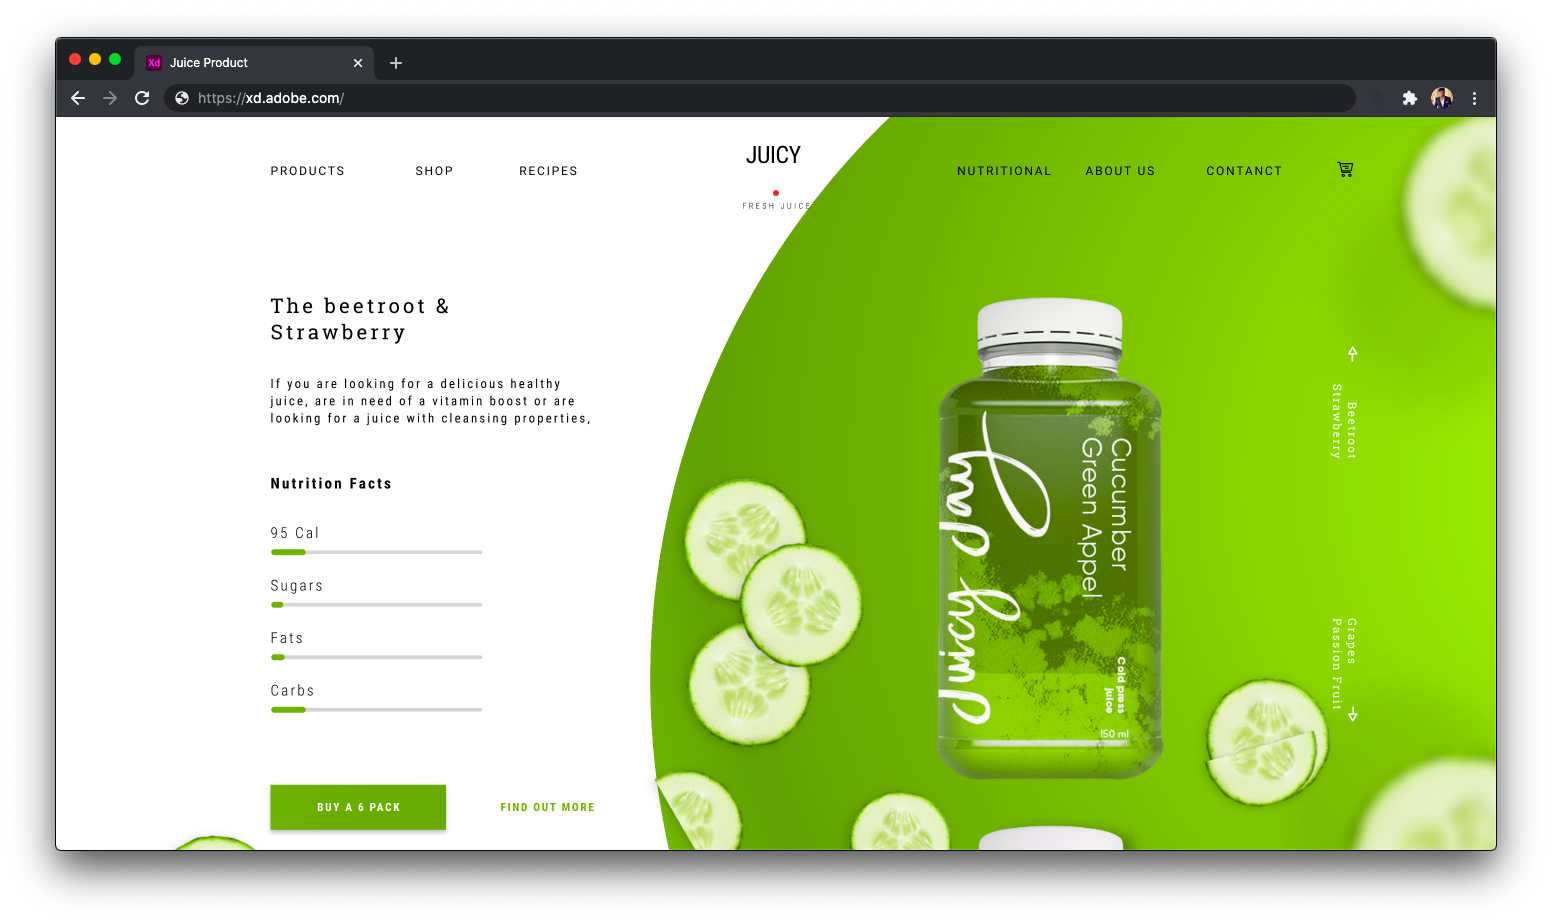 Xd Juice Product
https://xd.adobe.com/
PRODUCTS SHOP RECIPES
JUICY
FRESH JUICE
NUTRITIONAL ABOUT US CONTANCT
The beetroot &
Strawberry
If you are looking for a delicious healthy
juice, are in need of a vitamin boost or are
looking for a juice with cleansing properties,
Nutrition Facts
95 Cal
Sugars
Fats
Carbs
BUY A 6 PACK
FIND OUT MORE
Cucumber
Green Appel
Cold press
juice
150 ml
Beetroot
Strawberry
Grapes
Passion Fruit